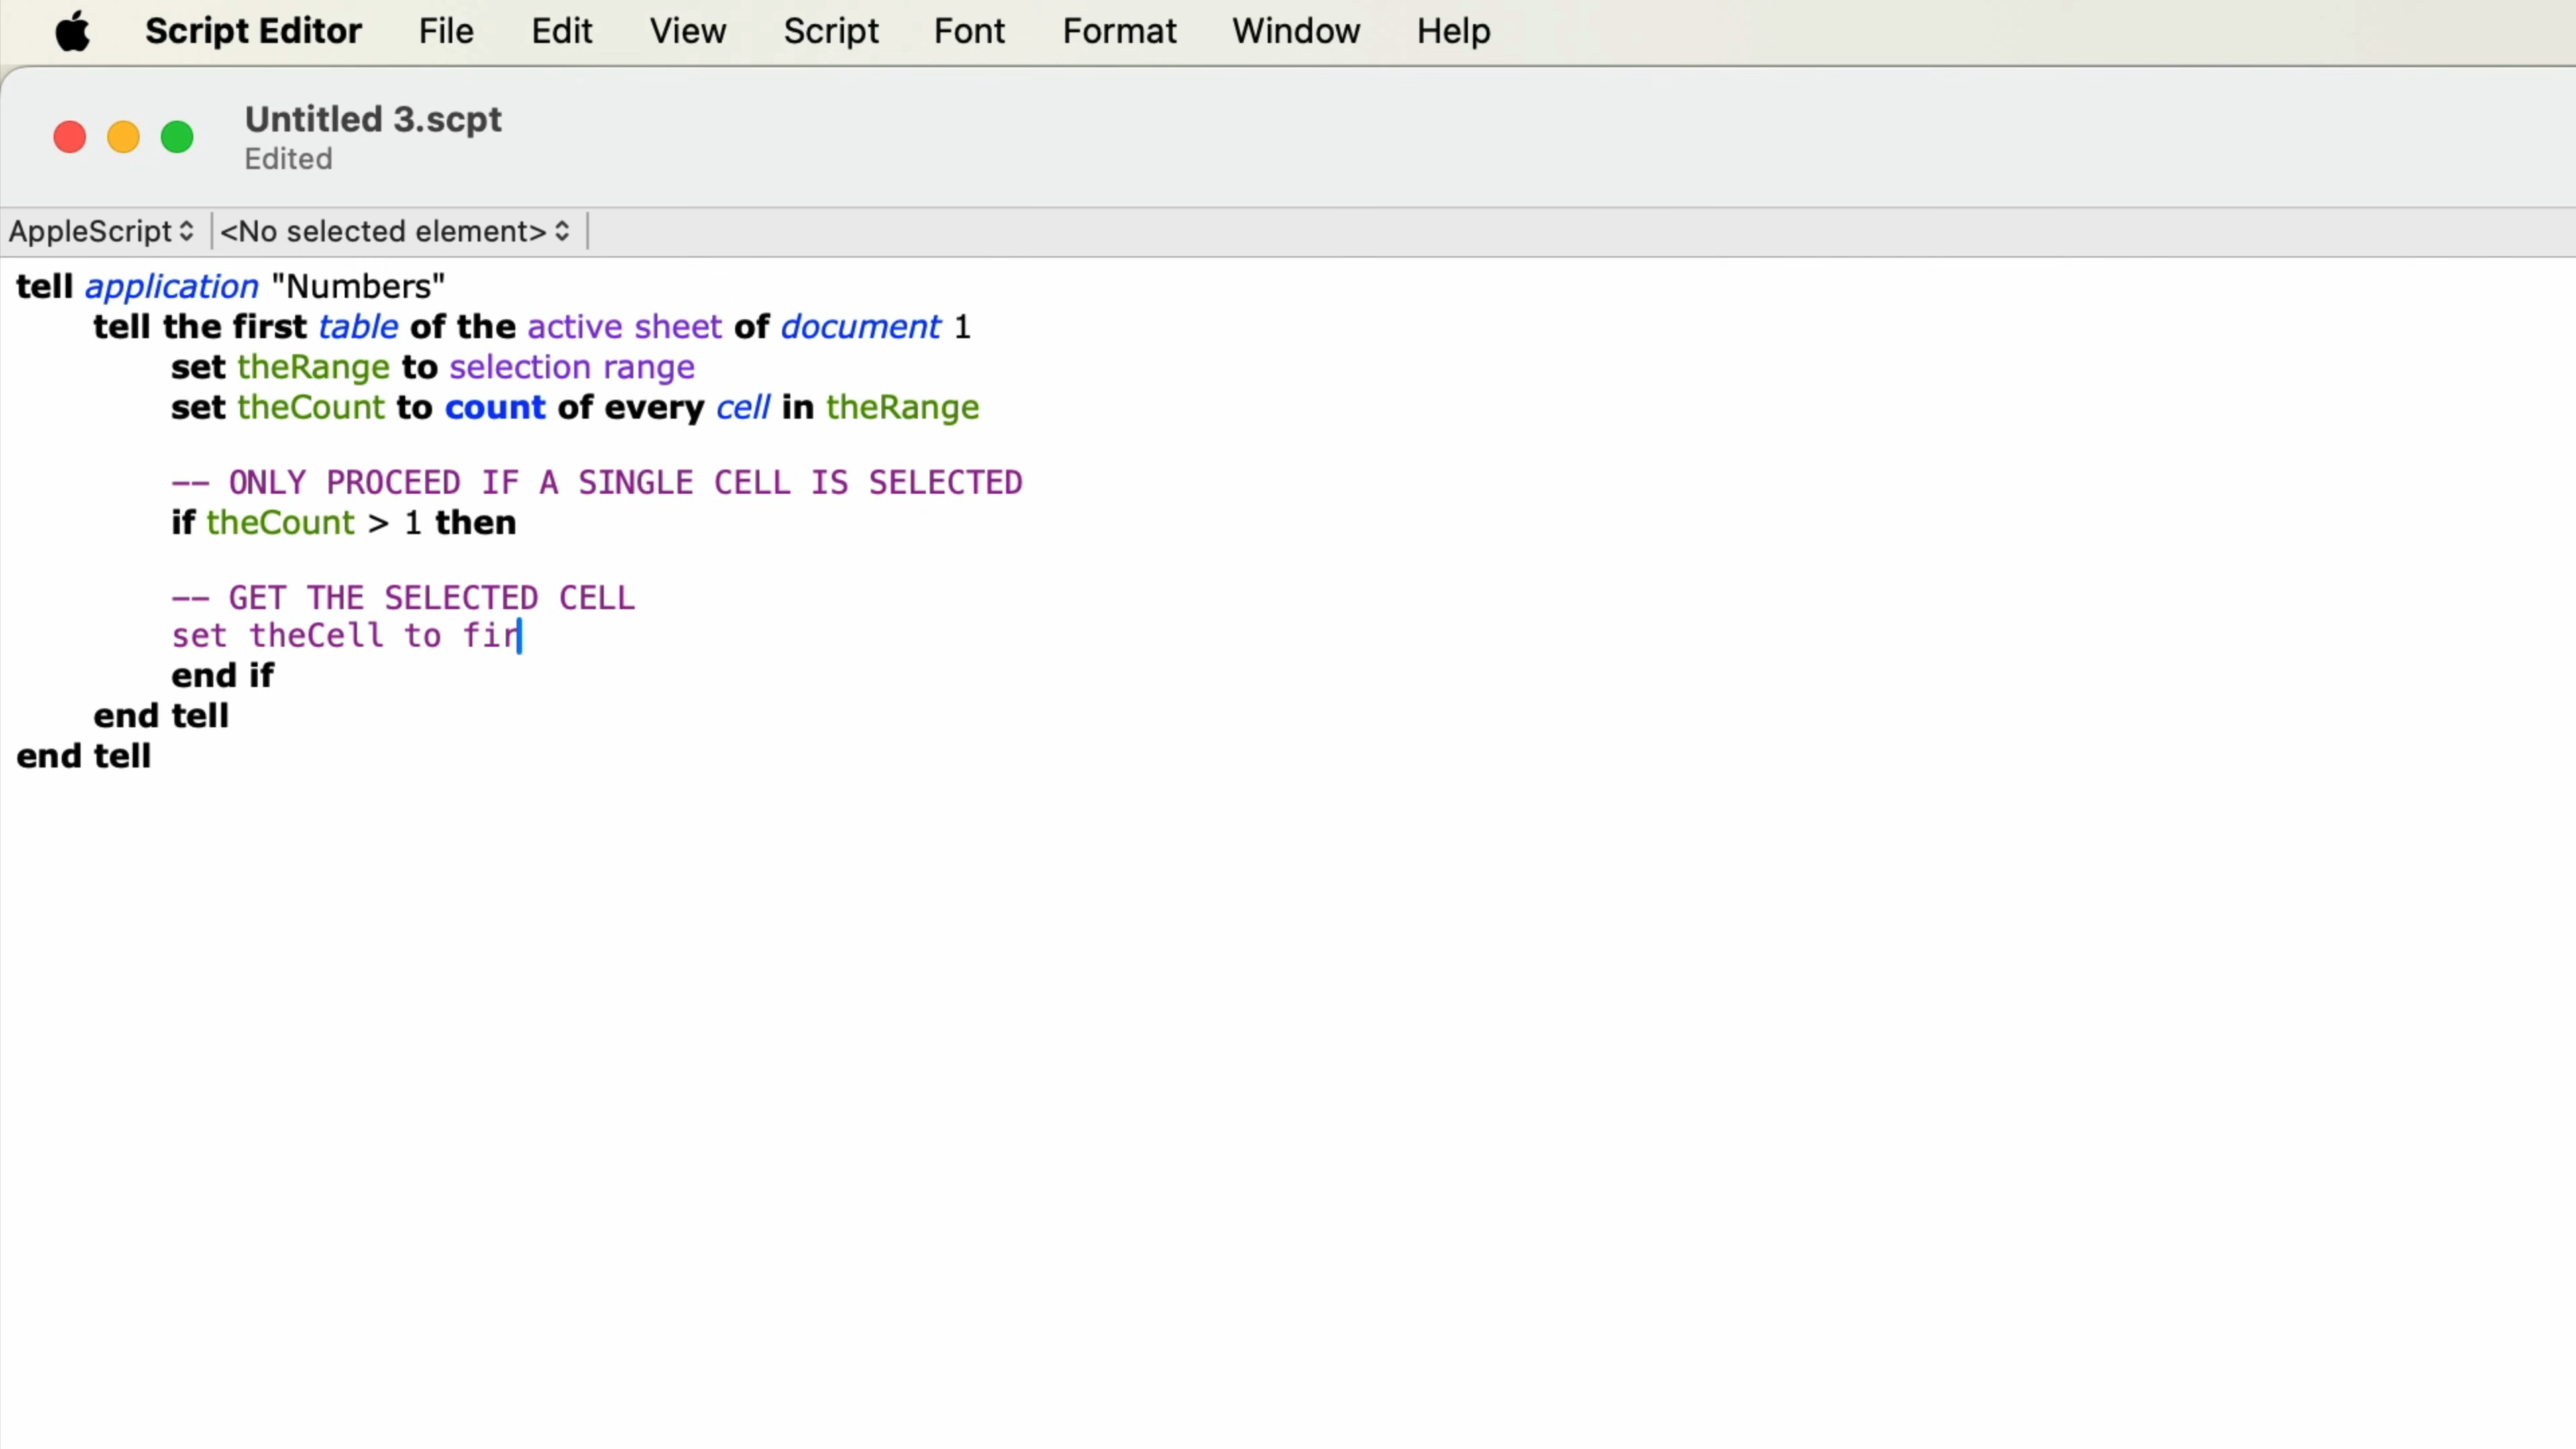 Script Editor File Edit View Script Font Format Window Help
Untitled 3.scpt
Edited
AppleScript <No selected element>
tell application "Numbers"
tell the first table of the active sheet of document 1
set theRange to selection range
set theCount to count of every cell in theRange
-- ONLY PROCEED IF A SINGLE CELL IS SELECTED
if theCount > 1 then
-- GET THE SELECTED CELL
set theCell to fir
end if
end tell
end tell